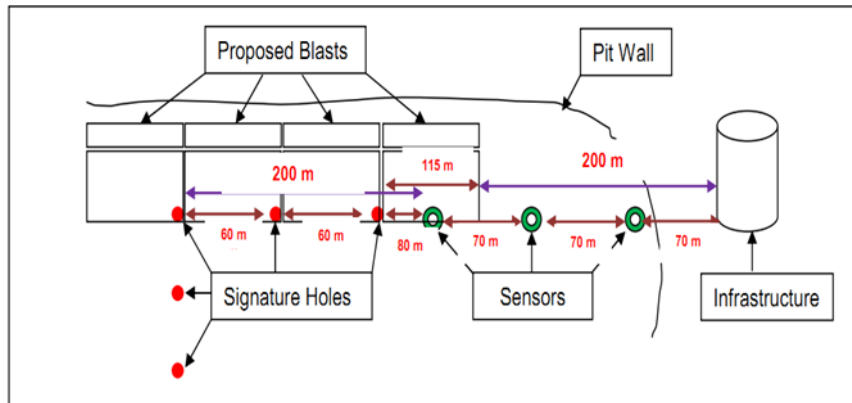 Proposed Blasts
Pit Wall
115 m
200 m
200 m
60 m
60 m
80 m
70 m
70 m
70 m
Signature Holes
Sensors
Infrastructure